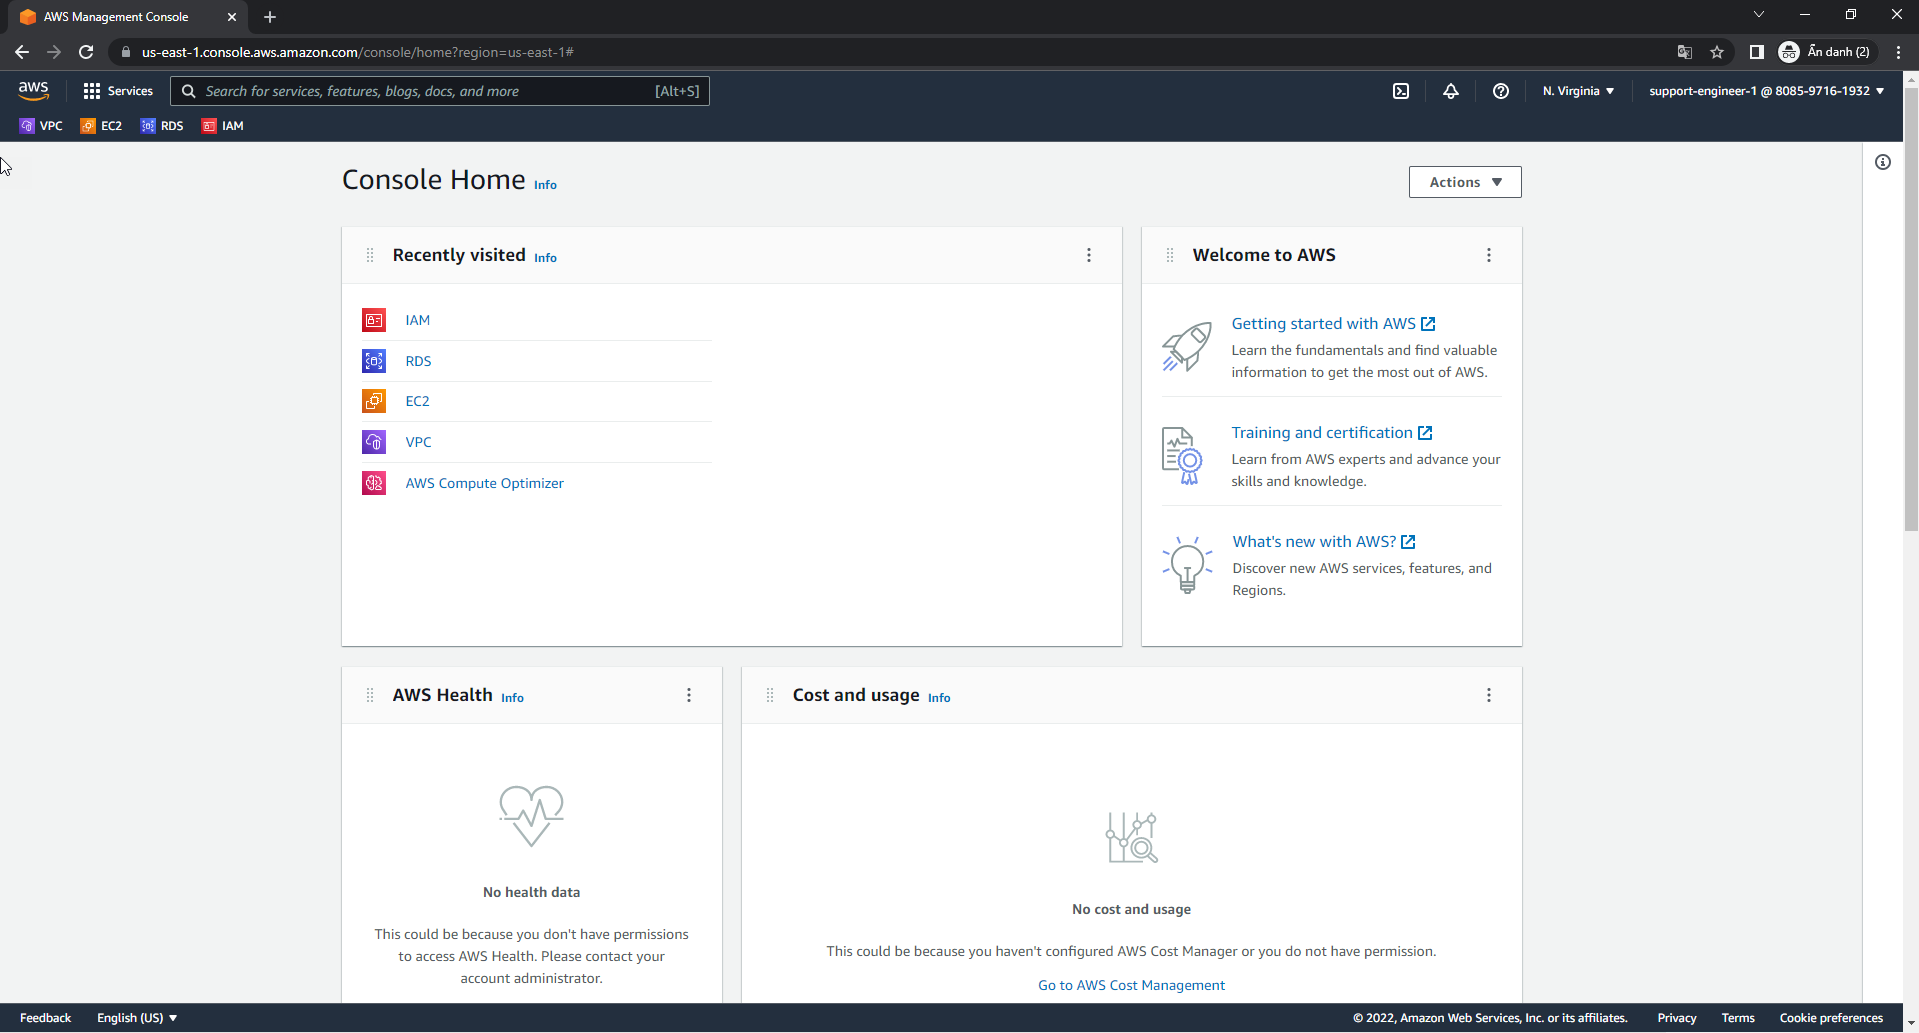 AWS Management Console
us-east-1.console.aws.amazon.com/console/home?region=us-east-1#
Ẩn danh (2)
aws
Services
Search for services, features, blogs, docs, and more
[Alt+S]
N. Virginia
support-engineer-1 @ 8085-9716-1932
VPC
EC2
RDS
IAM
Console Home Info
Actions
Recently visited Info
IAM
RDS
EC2
VPC
AWS Compute Optimizer
Welcome to AWS
Getting started with AWS
Learn the fundamentals and find valuable
information to get the most out of AWS.
Training and certification
Learn from AWS experts and advance your
skills and knowledge.
What's new with AWS?
Discover new AWS services, features, and
Regions.
AWS Health Info
No health data
This could be because you don't have permissions
to access AWS Health. Please contact your
account administrator.
Cost and usage Info
No cost and usage
This could be because you haven't configured AWS Cost Manager or you do not have permission.
Go to AWS Cost Management
Feedback
English (US)
© 2022, Amazon Web Services, Inc. or its affiliates.
Privacy
Terms
Cookie preferences